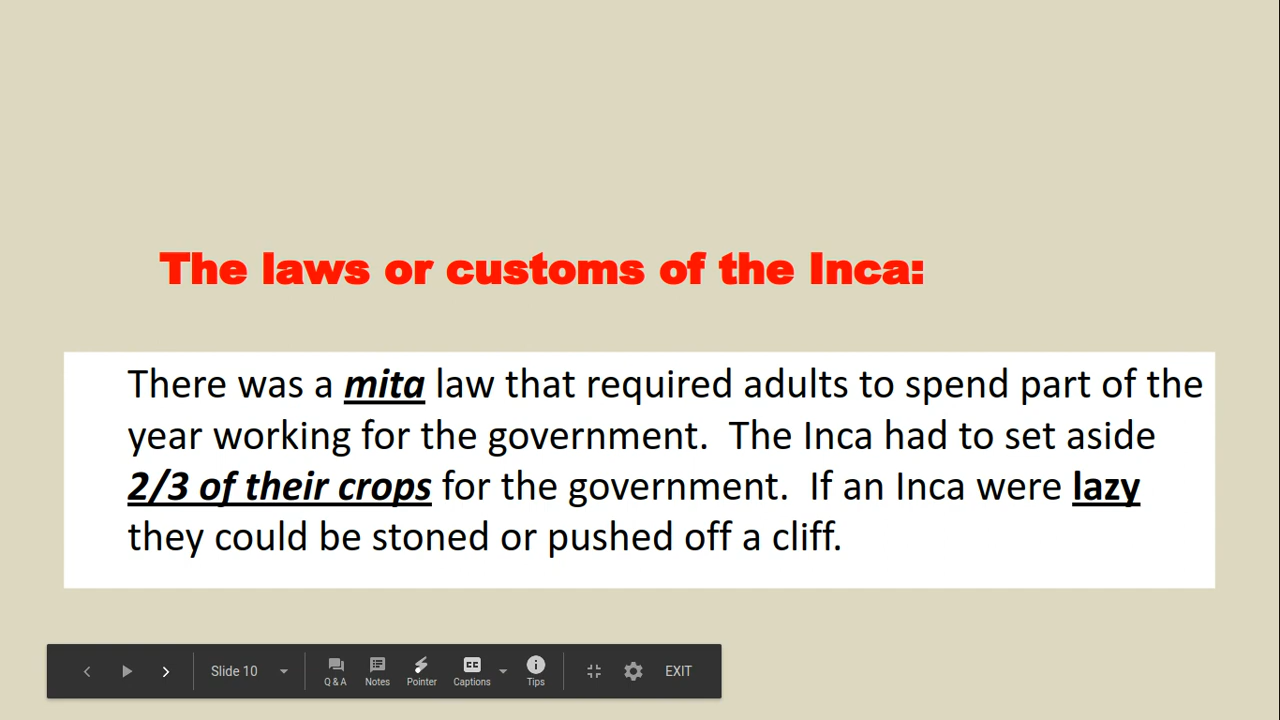 The laws or customs of the Inca:
There was a mita law that required adults to spend part of the
year working for the government.  The Inca had to set aside
2/3 of their crops for the government.  If an Inca were lazy
they could be stoned or pushed off a cliff.
Slide 10
Q & A
Notes
Pointer
CC
Captions
Tips
EXIT